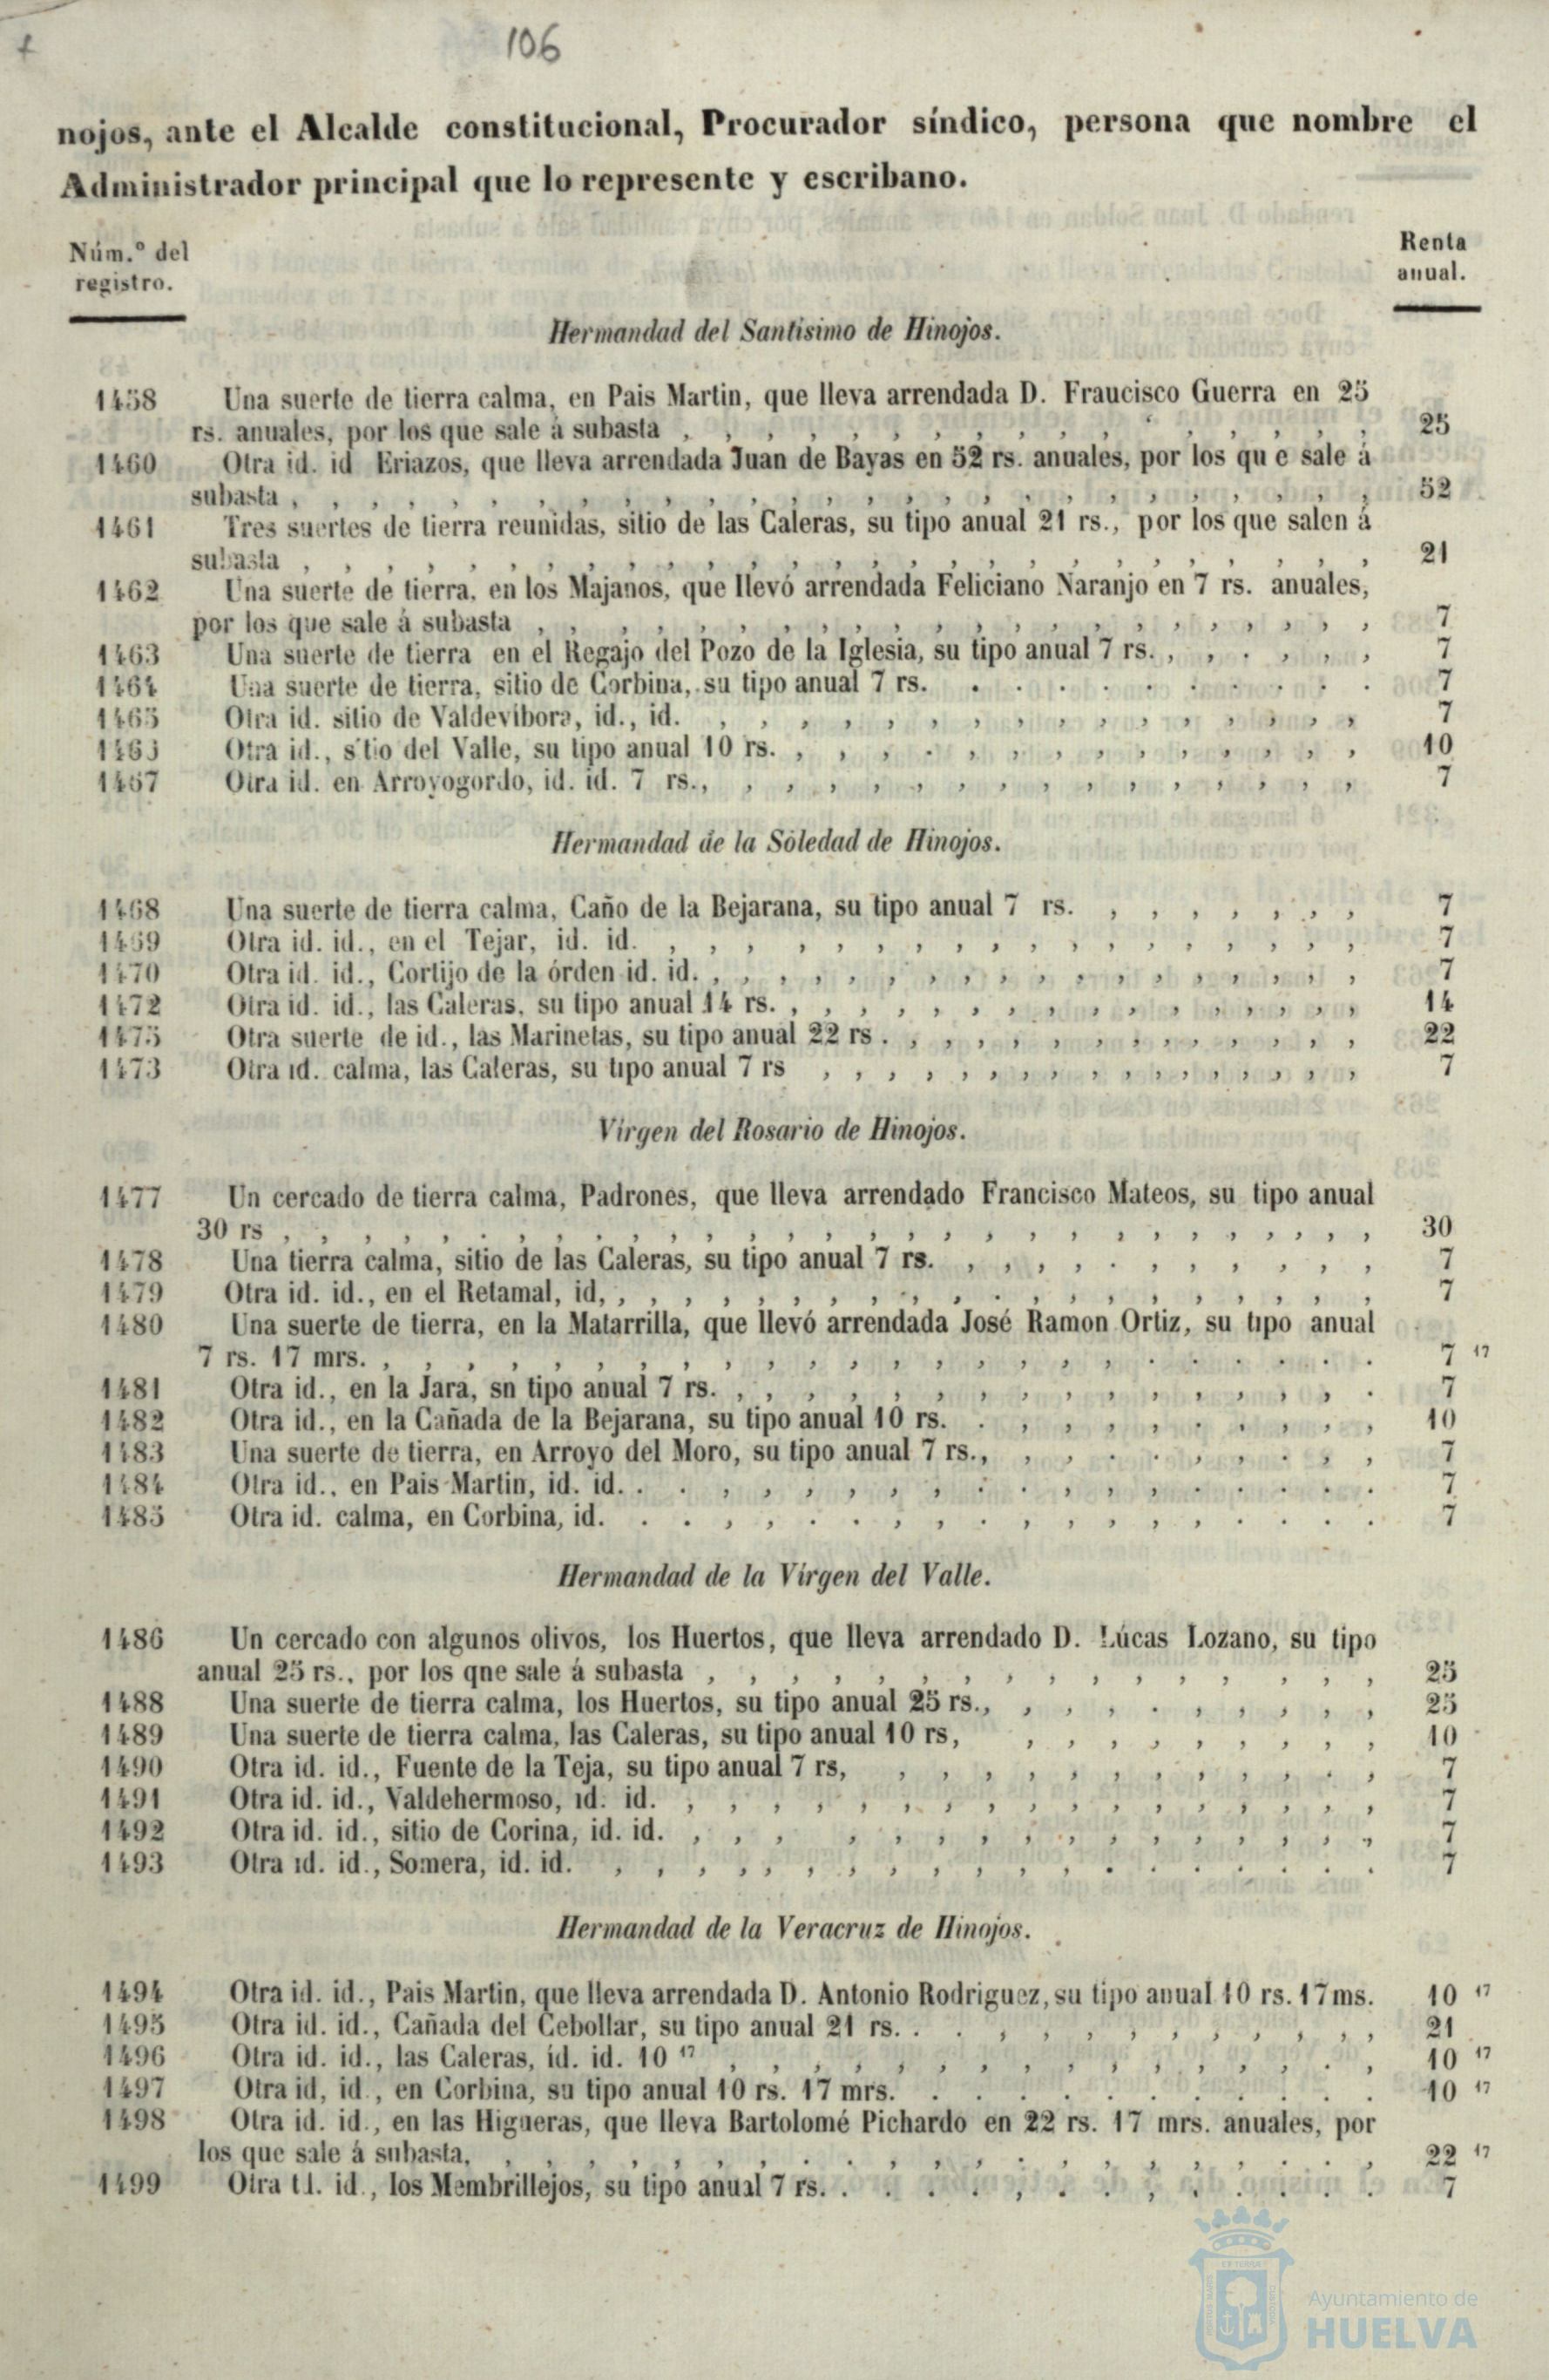 106
nojos, ante el Alcalde constitucional, Procurador síndico, persona que nombre el
Administrador principal que lo represente y escribano.
Núm.º del
registro.
Renta
anual.
Hermandad del Santísimo de Hinojos.
1458 Una suerte de tierra calma, en Pais Martin, que lleva arrendada D. Fraucisco Guerra en 25
rs. anuales, por los que sale á subasta , , , , , , , , , , , , 25
1460 Otra id. id Eriazos, que lleva arrendada Juan de Bayas en 52 rs. anuales, por los qu e sale á
subasta , , , , , , , , , , , , 52
1461 Tres suertes de tierra reunidas, sitio de las Caleras, su tipo anual 21 rs., por los que salen á
subasta , , , , , , , , , , , , 21
1462 Una suerte de tierra, en los Majanos, que llevó arrendada Feliciano Naranjo en 7 rs. anuales,
por los que sale á subasta , , , , , , , , , , , , 7
1463 Una suerte de tierra en el Regajo del Pozo de la Iglesia, su tipo anual 7 rs. , , . , , , , 7
1464 Una suerte de tierra, sitio de Corbina, su tipo anual 7 rs. . . . . . . . . . . 7
1465 Otra id. sitio de Valdevibora, id., id. , , , , , , , , , , , , 7
146 Otra id., s tio del Valle, su tipo anual 10 rs. , , , . , , , , , , , , 10
1467 Otra id. en Arroyogordo, id. id. 7 rs., , , , , , , , , , , , , 7
Hermandad de la Soledad de Hinojos.
1468 Una suerte de tierra calma, Caño de la Bejarana, su tipo anual 7 rs. , , , , , , , 7
1469 Otra id. id., en el Tejar, id. id. , , , , , , , , , , , , 7
1470 Otra id. id., Cortijo de la órden id. id. , , , , , , , , , , , , 7
1472 Otra id. id., las Caleras, su tipo anual 14 rs. , , , , , , , , , , , , 14
1475 Otra suerte de id., las Marinetas, su tipo anual 22 rs . , , , , , , , , , , , 22
1473 Otra id. calma, las Caleras, su tipo anual 7 rs , , , , , , , , , , , , 7
Virgen del Rosario de Hinojos.
1477 Un cercado de tierra calma, Padrones, que lleva arrendado Francisco Mateos, su tipo anual
30 rs , , , , , . , , , , , , , , , 30
1478 Una tierra calma, sitio de las Caleras, su tipo anual 7 rs. , , , , . , , , , , , 7
1479 Otra id. id., en el Retamal, id, , , , , , , , , , , , , 7
1480 Una suerte de tierra, en la Matarrilla, que llevó arrendada José Ramon Ortiz, su tipo anual
7 rs. 17 mrs. , , , , , , , , , , , , . . . 7 17
1481 Otra id., en la Jara, sn tipo anual 7 rs. , , , , , , , , , , , . 7
1482 Otra id., en la Cañada de la Bejarana, su tipo anual 10 rs. . , , , , , , , , , 10
1483 Una suerte de tierra, en Arroyo del Moro, su tipo anual 7 rs., , , , . , , , , , 7
1484 Otra id., en Pais Martin, id. id. . . , , , , , , . . , , , . . . 7
1485 Otra id. calma, en Corbina, id. . . , , . . , , . , , , , . . . 7
Hermandad de la Virgen del Valle.
1486 Un cercado con algunos olivos, los Huertos, que lleva arrendado D. Lúcas Lozano, su tipo
anual 25 rs., por los qne sale á subasta , , , , , , , , , , , , 25
1488 Una suerte de tierra calma, los Huertos, su tipo anual 25 rs., , , , . , , , , , 25
1489 Una suerte de tierra calma, las Caleras, su tipo anual 10 rs, , , , , , , , , , 10
1490 Otra id. id., Fuente de la Teja, su tipo anual 7 rs, , , , , , , , , , , , 7
1491 Otra id. id., Valdehermoso, id. id. , , , , , , , , , , , , 7
1492 Otra id. id., sitio de Corina, id. id. , , , , , , , , , , , , 7
1493 Otra id. id., Somera, id. id. , , , , , , , , , , , . . . 7
Hermandad de la Veracruz de Hinojos.
1494 Otra id. id., Pais Martin, que lleva arrendada D. Antonio Rodriguez, su tipo anual 10 rs. 17 ms. 10 17
1495 Otra id. id., Cañada del Cebollar, su tipo anual 21 rs. . . , , , , , , , , , 21
1496 Otra id. id., las Caleras, id. id. 10 17 , , , , , , , , , , , . , 10 17
1497 Otra id, id., en Corbina, su tipo anual 10 rs. 17 mrs. . . . . . . . . . 10 17
1498 Otra id. id., en las Higueras, que lleva Bartolomé Pichardo en 22 rs. 17 mrs. anuales, por
los que sale á subasta, , , , , , , . , , , , , , . . 22 17
1499 Otra id. id., los Membrillejos, su tipo anual 7 rs. . . . . , . . , , . . . 7
Ayuntamiento de
HUELVA